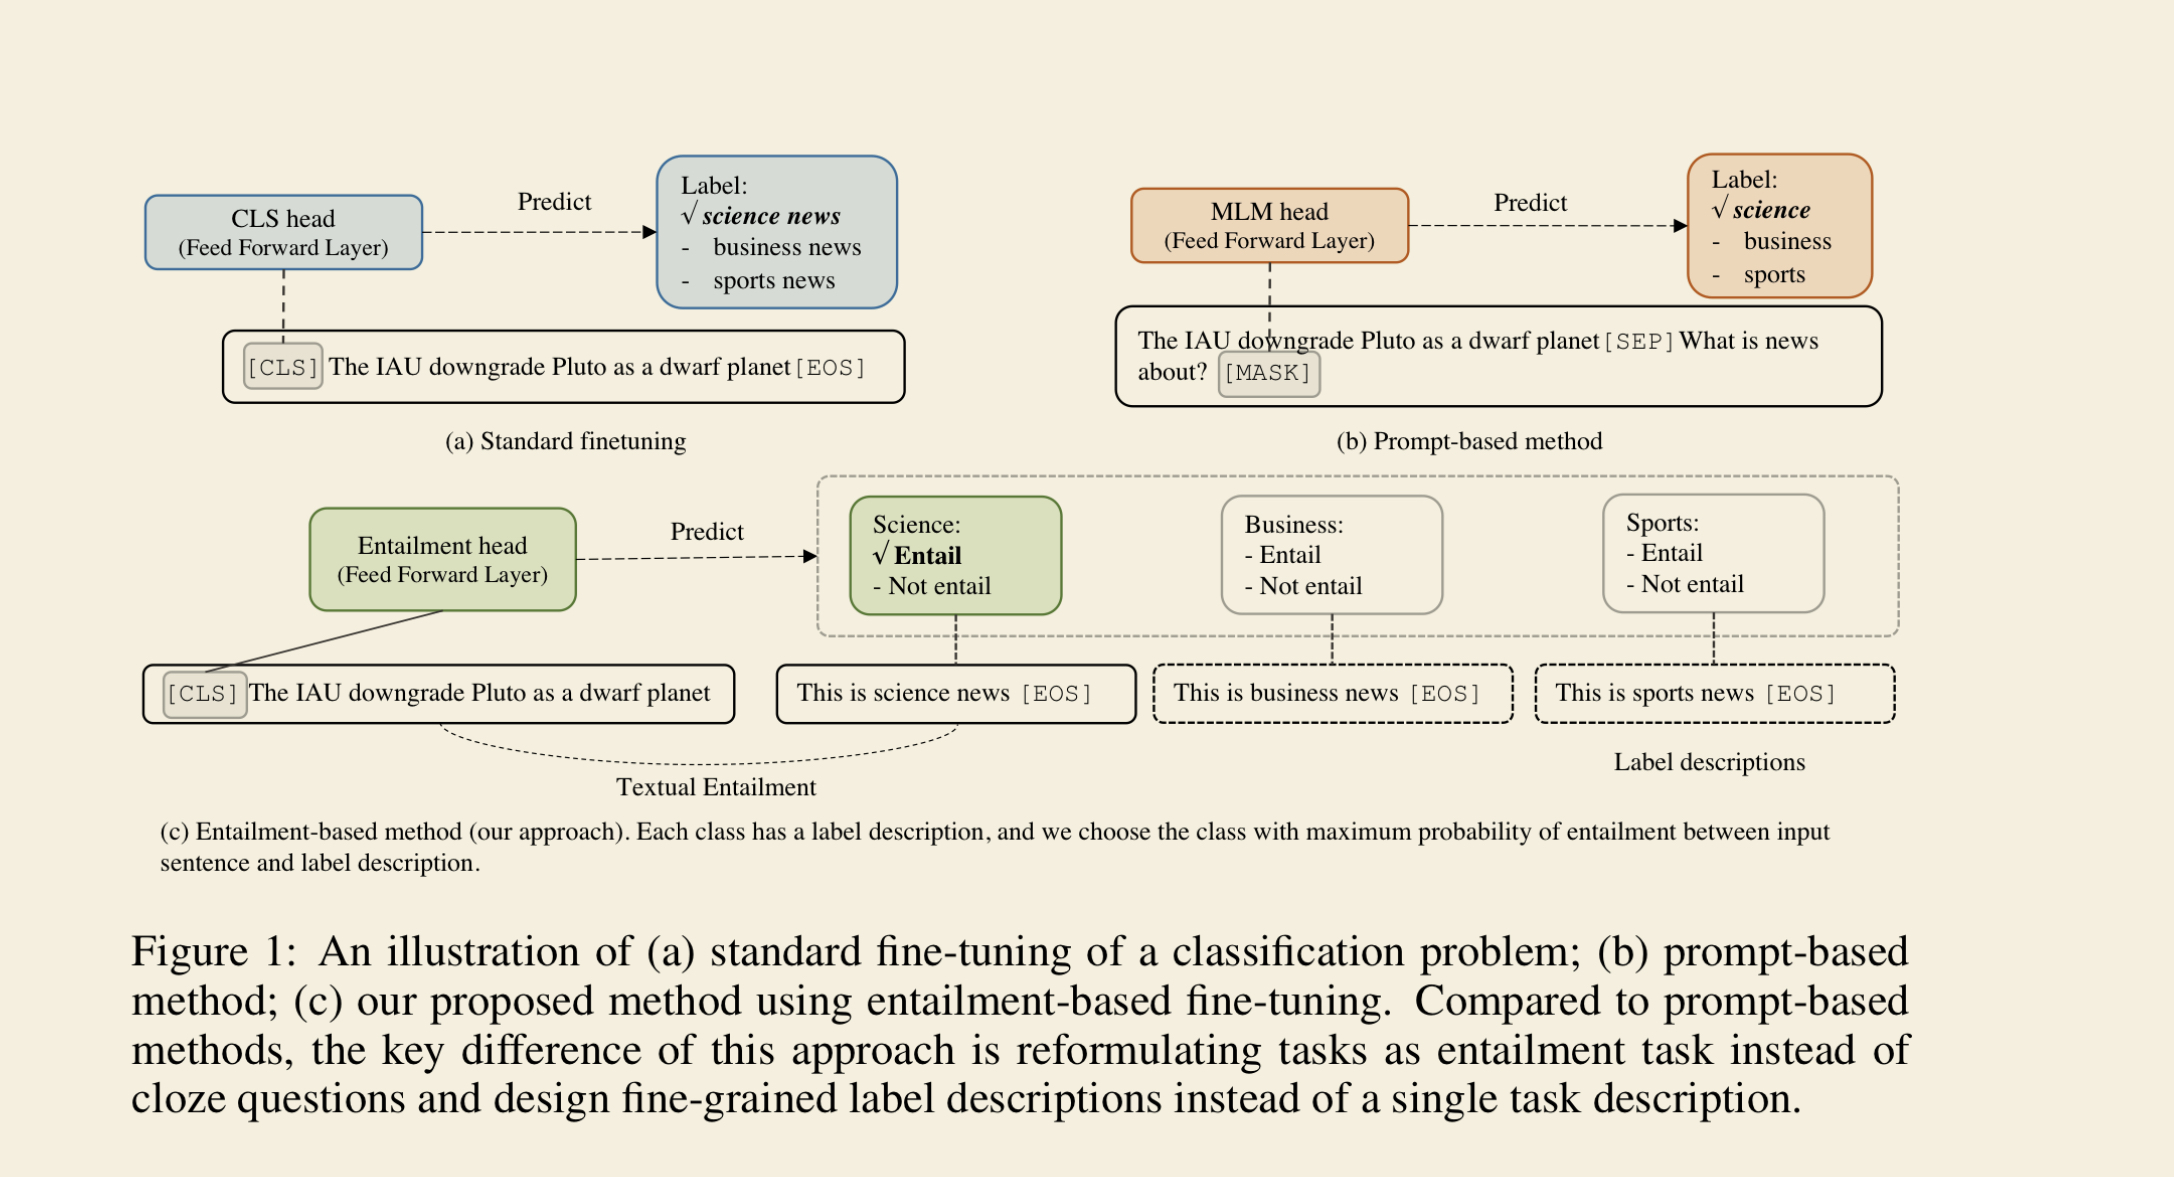 CLS head
(Feed Forward Layer)
Predict
Label:
√ science news
- business news
- sports news
[CLS] The IAU downgrade Pluto as a dwarf planet [EOS]
(a) Standard finetuning
MLM head
(Feed Forward Layer)
Predict
Label:
√ science
- business
- sports
The IAU downgrade Pluto as a dwarf planet [SEP] What is news
about? [MASK]
(b) Prompt-based method
Entailment head
(Feed Forward Layer)
Predict
Science:
√ Entail
- Not entail
Business:
- Entail
- Not entail
Sports:
- Entail
- Not entail
[CLS] The IAU downgrade Pluto as a dwarf planet
This is science news [EOS]
This is business news [EOS]
This is sports news [EOS]
Textual Entailment
Label descriptions
(c) Entailment-based method (our approach). Each class has a label description, and we choose the class with maximum probability of entailment between input
sentence and label description.
Figure 1: An illustration of (a) standard fine-tuning of a classification problem; (b) prompt-based
method; (c) our proposed method using entailment-based fine-tuning. Compared to prompt-based
methods, the key difference of this approach is reformulating tasks as entailment task instead of
cloze questions and design fine-grained label descriptions instead of a single task description.